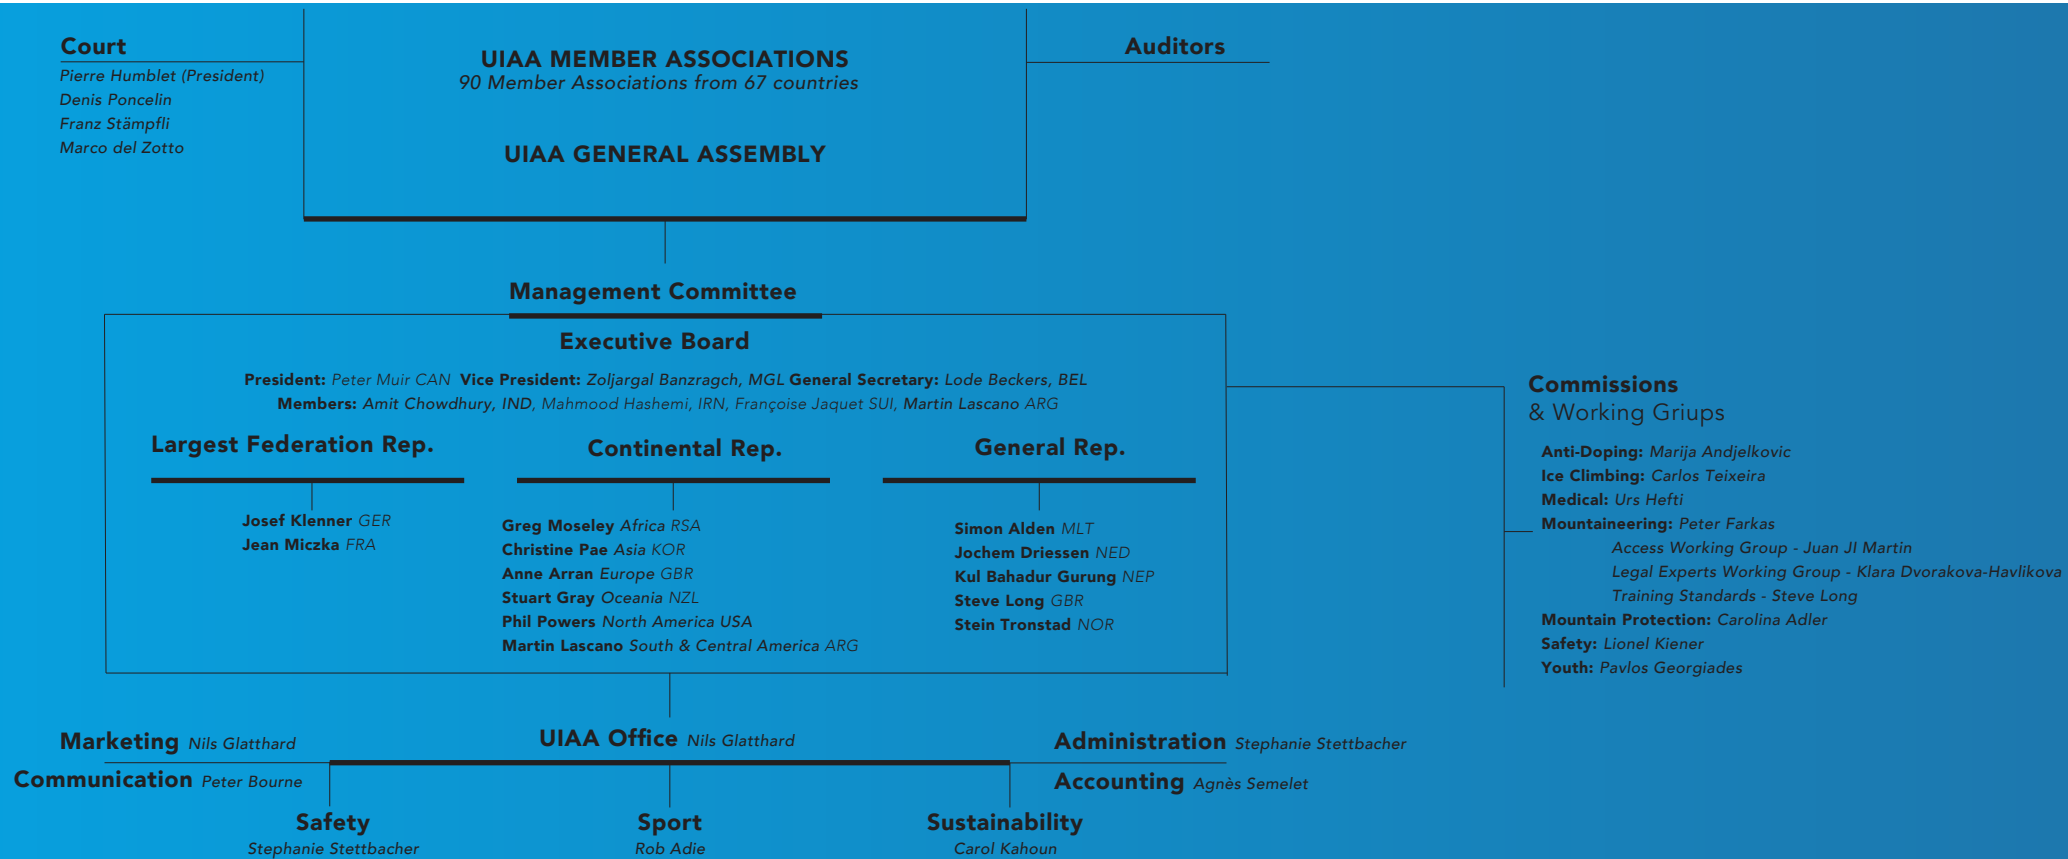 Court
Pierre Humblet (President)
Denis Poncelin
Franz Stämpfli
Marco del Zotto
UIAA MEMBER ASSOCIATIONS
90 Member Associations from 67 countries
UIAA GENERAL ASSEMBLY
Auditors
Management Committee
Executive Board
President: Peter Muir CAN Vice President: Zoljargal Banzragch, MGL General Secretary: Lode Beckers, BEL
Members: Amit Chowdhury, IND, Mahmood Hashemi, IRN, Françoise Jaquet SUI, Martin Lascano ARG
Largest Federation Rep.
Josef Klenner GER
Jean Miczka FRA
Continental Rep.
Greg Moseley Africa RSA
Christine Pae Asia KOR
Anne Arran Europe GBR
Stuart Gray Oceania NZL
Phil Powers North America USA
Martin Lascano South & Central America ARG
General Rep.
Simon Alden MLT
Jochem Driessen NED
Kul Bahadur Gurung NEP
Steve Long GBR
Stein Tronstad NOR
Commissions
& Working Griups
Anti-Doping: Marija Andjelkovic
Ice Climbing: Carlos Teixeira
Medical: Urs Hefti
Mountaineering: Peter Farkas
Access Working Group - Juan JI Martin
Legal Experts Working Group - Klara Dvorakova-Havlikova
Training Standards - Steve Long
Mountain Protection: Carolina Adler
Safety: Lionel Kiener
Youth: Pavlos Georgiades
Marketing Nils Glatthard
Communication Peter Bourne
UIAA Office Nils Glatthard
Administration Stephanie Stettbacher
Accounting Agnès Semelet
Safety
Stephanie Stettbacher
Sport
Rob Adie
Sustainability
Carol Kahoun